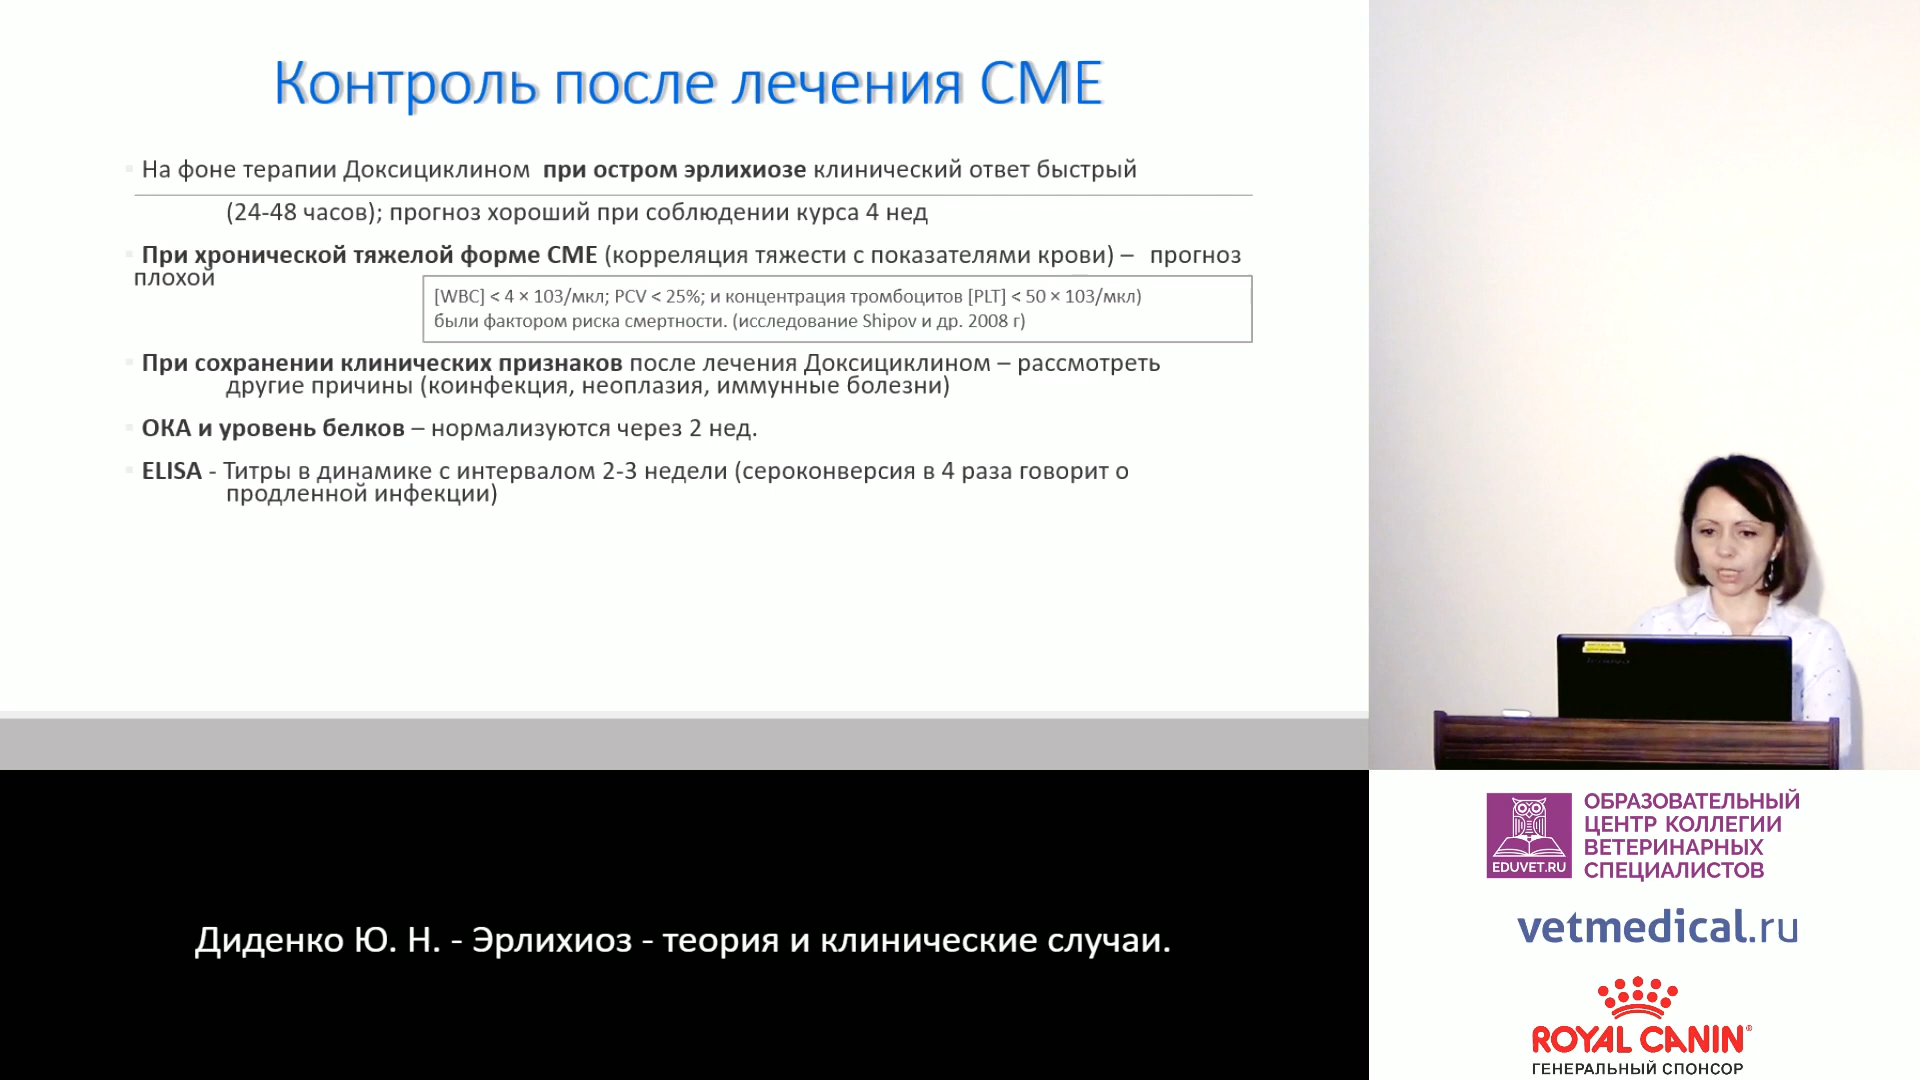 Контроль после лечения СМЕ
На фоне терапии Доксициклином при остром эрлихиозе клинический ответ быстрый
(24-48 часов); прогноз хороший при соблюдении курса 4 нед
При хронической тяжелой форме СМЕ (корреляция тяжести с показателями крови) – прогноз
плохой
[WBC] < 4 × 103/мкл; PCV < 25%; и концентрация тромбоцитов [PLT] < 50 × 103/мкл)
были фактором риска смертности. (исследование Shipov и др. 2008 г)
При сохранении клинических признаков после лечения Доксициклином – рассмотреть
другие причины (коинфекция, неоплазия, иммунные болезни)
ОКА и уровень белков – нормализуются через 2 нед.
ELISA - Титры в динамике с интервалом 2-3 недели (сероконверсия в 4 раза говорит о
продленной инфекции)
Диденко Ю. Н. - Эрлихиоз - теория и клинические случаи.
ОБРАЗОВАТЕЛЬНЫЙ
ЦЕНТР КОЛЛЕГИИ
ВЕТЕРИНАРНЫХ
СПЕЦИАЛИСТОВ
EDUVET.RU
vetmedical.ru
ROYAL CANIN®
ГЕНЕРАЛЬНЫЙ СПОНСОР